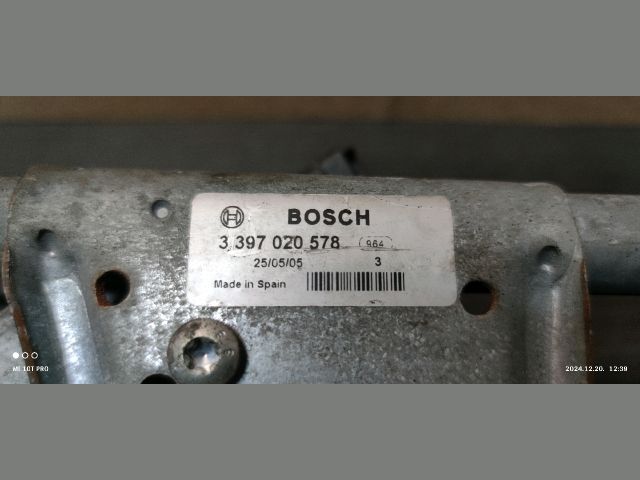 BOSCH
3 397 020 578 964
25/05/05 3
Made in Spain
MI 10T PRO
2024.12.20. 12:39